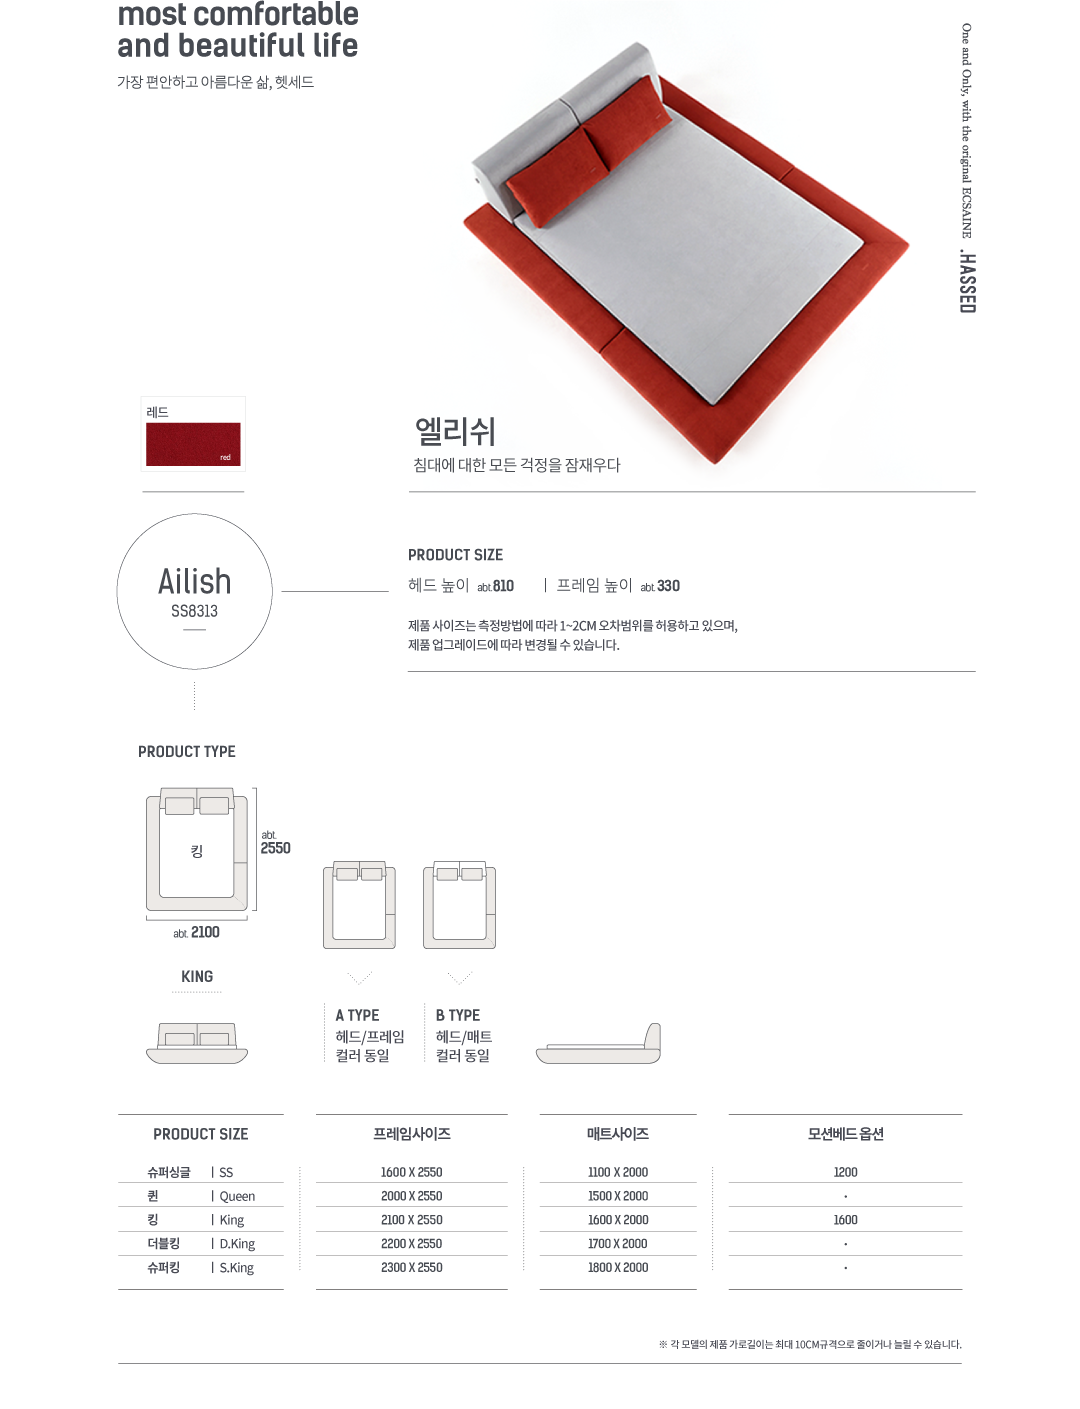 most comfortable
and beautiful life
가장 편안하고 아름다운 삶, 헷세드
One and Only, with the original ECSAINE .HASSED
레드
red
엘리쉬
침대에 대한 모든 걱정을 잠재우다
Ailish
SS8313
PRODUCT SIZE
헤드 높이 abt.810 | 프레임 높이 abt.330
제품 사이즈는 측정방법에 따라 1~2CM 오차범위를 허용하고 있으며,
제품 업그레이드에 따라 변경될 수 있습니다.
PRODUCT TYPE
킹
abt.
2550
abt. 2100
KING
A TYPE
헤드/프레임
컬러 동일
B TYPE
헤드/매트
컬러 동일
PRODUCT SIZE 프레임사이즈 매트사이즈 모션베드 옵션
슈퍼싱글 | SS 1600 X 2550 1100 X 2000 1200
퀸 | Queen 2000 X 2550 1500 X 2000 -
킹 | King 2100 X 2550 1600 X 2000 1600
더블킹 | D.King 2200 X 2550 1700 X 2000 -
슈퍼킹 | S.King 2300 X 2550 1800 X 2000 -
※ 각 모델의 제품 가로길이는 최대 10CM규격으로 줄이거나 늘릴 수 있습니다.